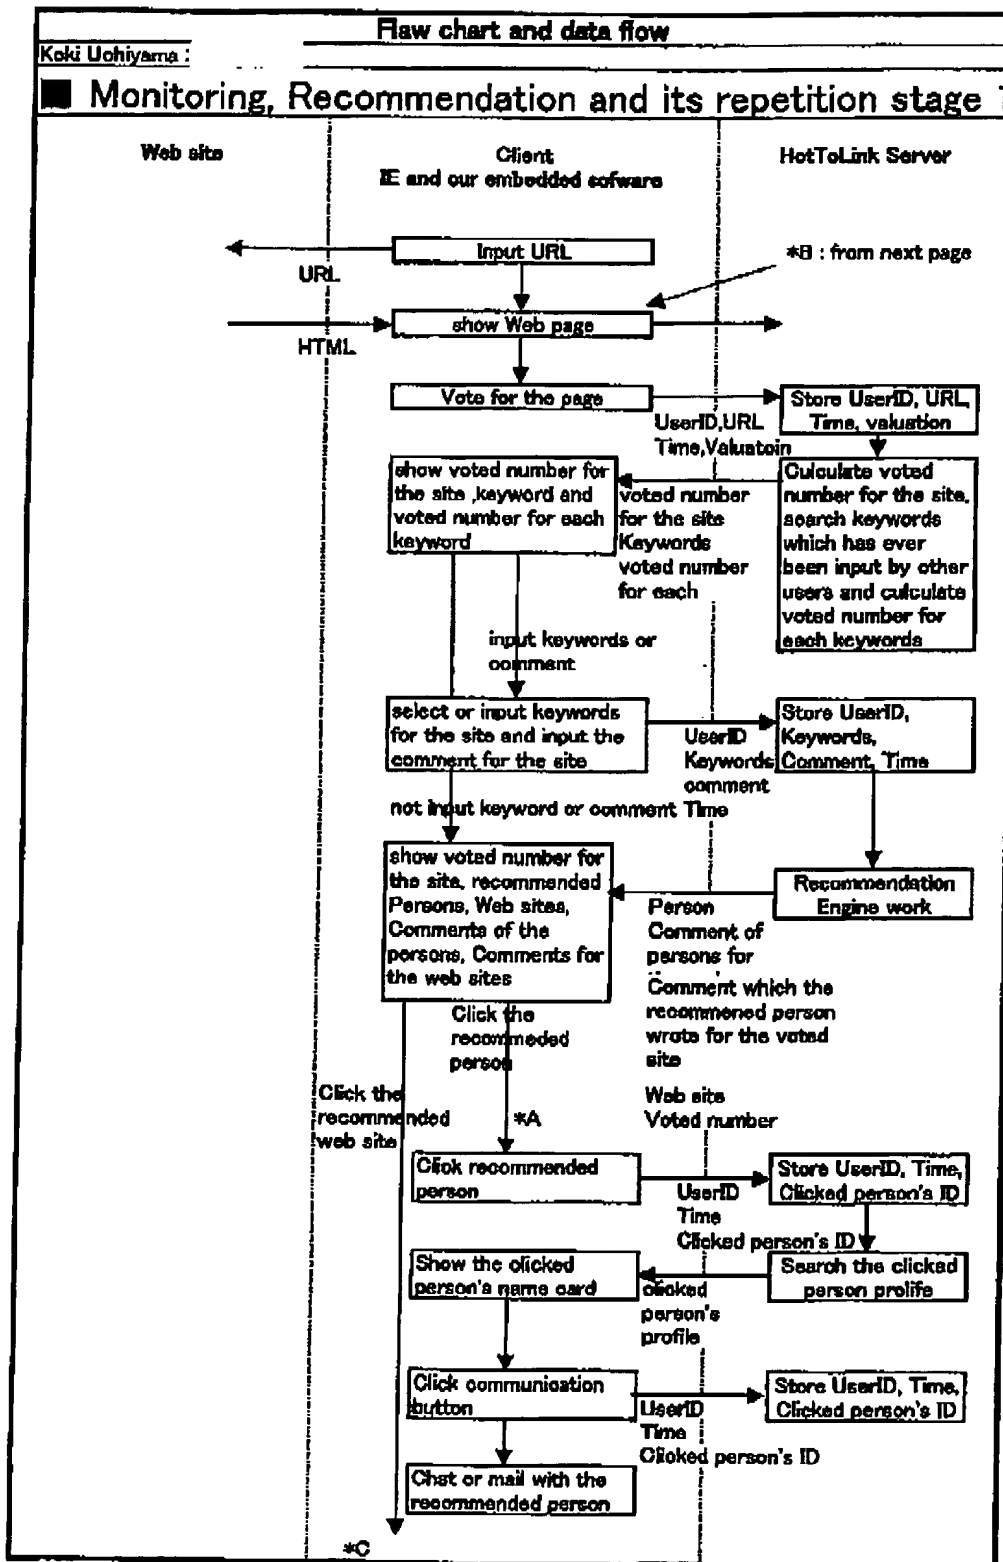 Flaw chart and data flow
Koki Uchiyama :
■ Monitoring, Recommendation and its repetition stage
Web site
Client
IE and our embedded sofware
HotToLink Server
Input URL
*B : from next page
URL
show Web page
HTML
Vote for the page
Store UserID, URL,
Time, valuation
UserID,URL
Time,Valuatoin
show voted number for
the site ,keyword and
voted number for each
keyword
voted number
for the site
Keywords
voted number
for each
Culculate voted
number for the site,
search keywords
which has ever
been input by other
users and culculate
voted number for
each keywords
input keywords or
comment
select or input keywords
for the site and input the
comment for the site
UserID
Keywords
comment
Time
Store UserID,
Keywords,
Comment, Time
not input keyword or comment
show voted number for
the site, recommended
Persons, Web sites,
Comments of the
persons, Comments for
the web sites
Person
Comment of
persons for
Comment which the
recommened person
wrote for the voted
site
Web site
Voted number
Recommendation
Engine work
Click the
recommeded
person
Click the
recommended
web site
*A
Click recommended
person
UserID
Time
Clicked person's ID
Store UserID, Time,
Clicked person's ID
Show the clicked
person's name card
clicked
person's
profile
Search the clicked
person prolife
Click communication
button
UserID
Time
Clicked person's ID
Store UserID, Time,
Clicked person's ID
Chat or mail with the
recommended person
*C